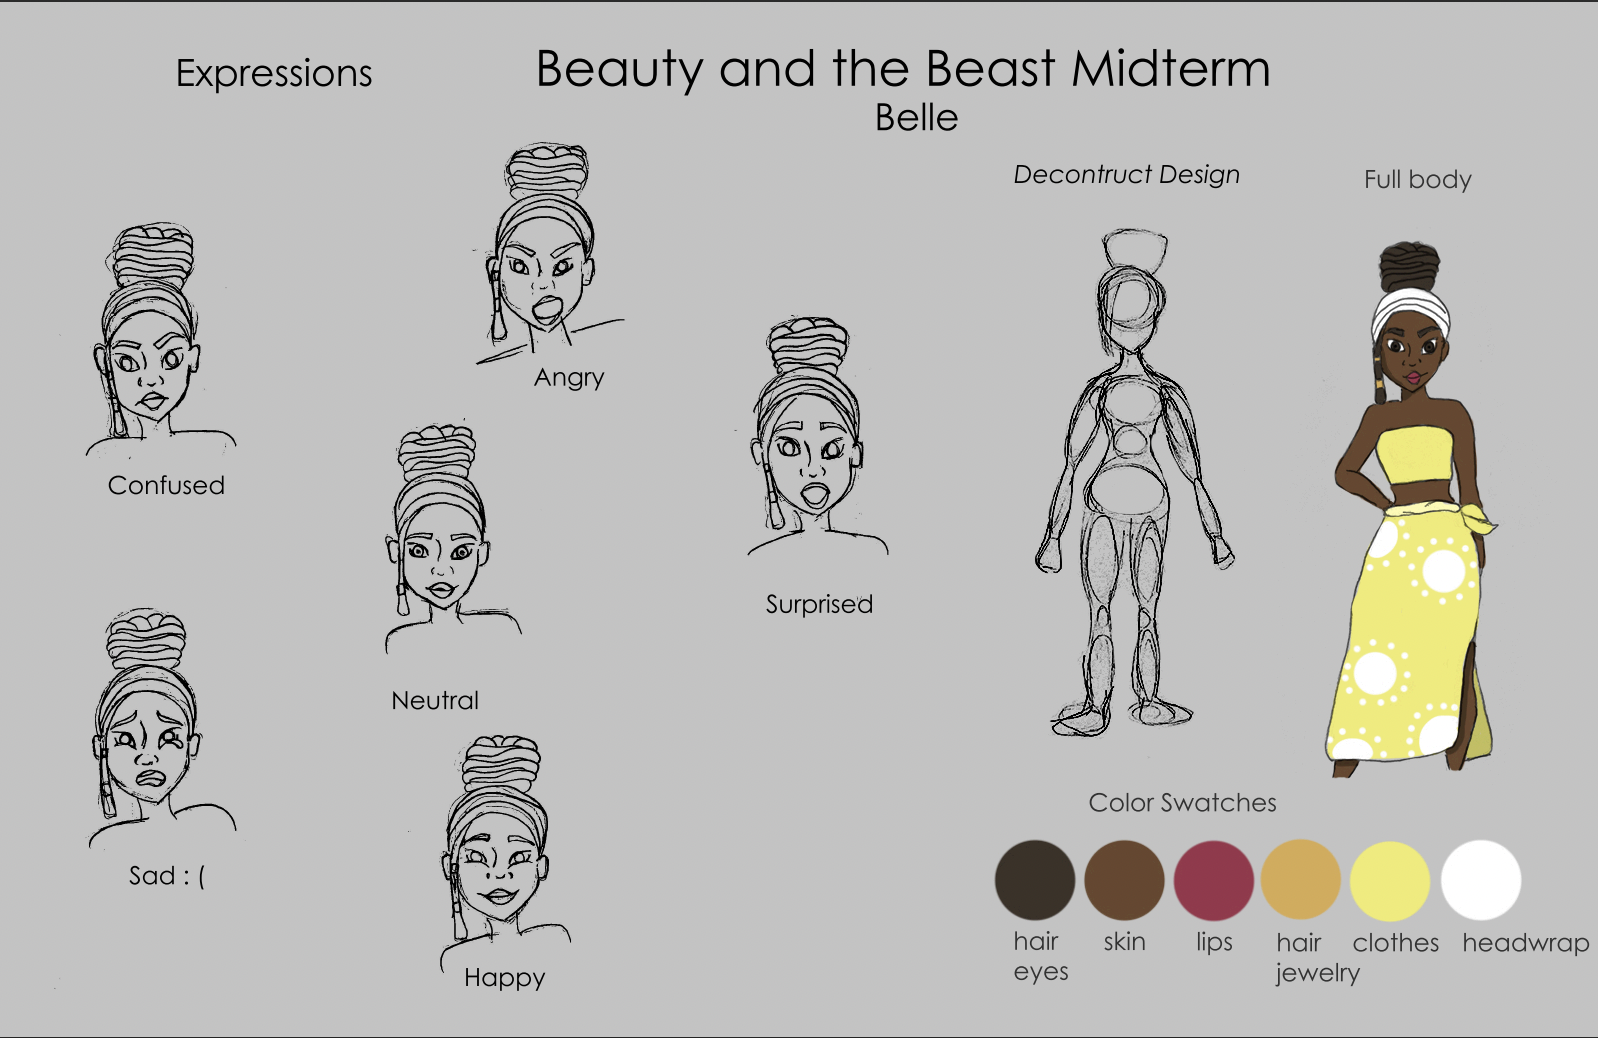 Expressions
Beauty and the Beast Midterm
Belle
Decontruct Design
Full body
Angry
Confused
Surprised
Neutral
Sad : (
Happy
Color Swatches
hair
eyes
skin
lips
hair
jewelry
clothes
headwrap